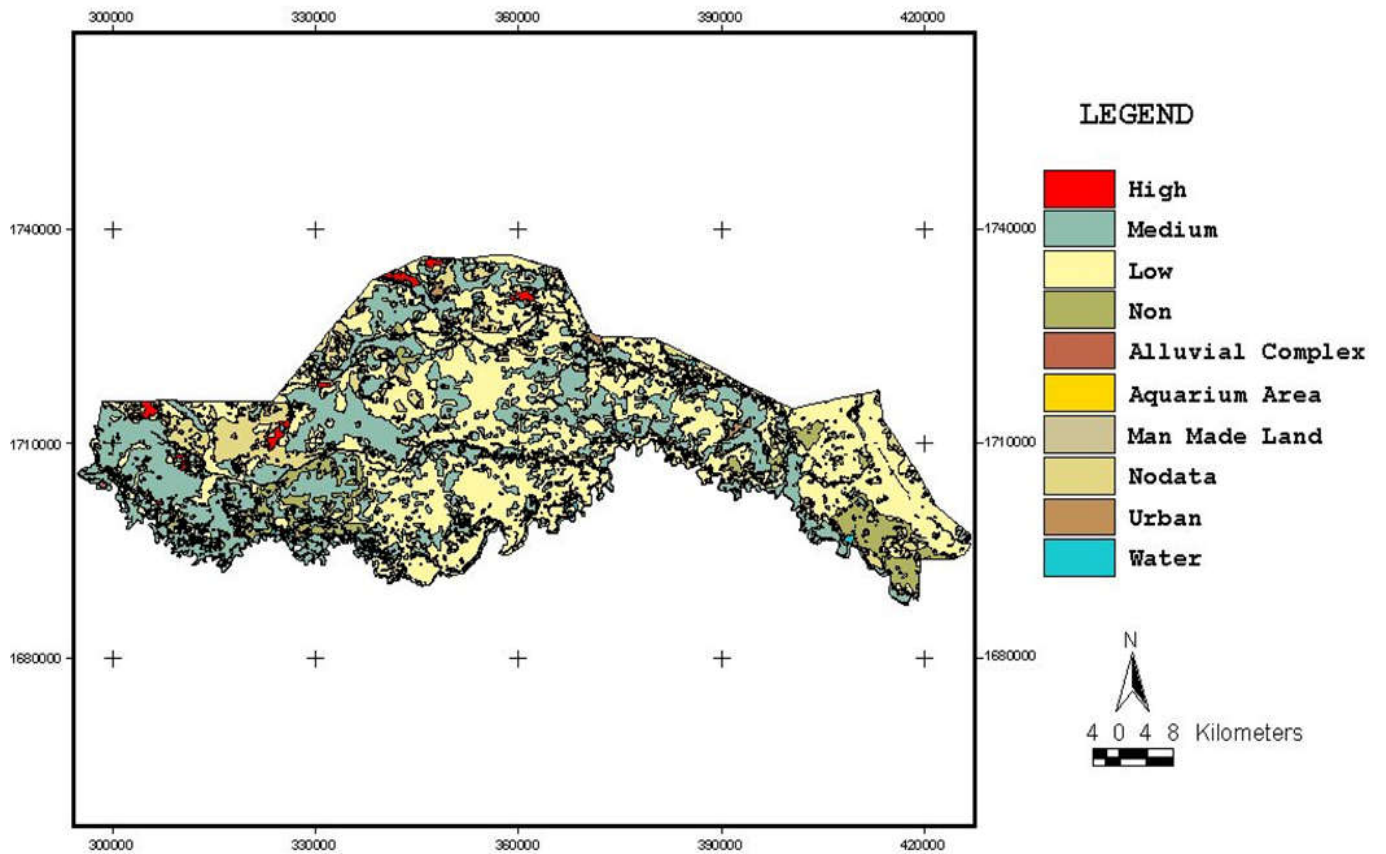 300000 330000 360000 390000 420000
LEGEND
High
Medium
Low
Non
Alluvial Complex
Aquarium Area
Man Made Land
Nodata
Urban
Water
1740000 1740000
1710000 1710000
1680000 1680000
N
4 0 4 8 Kilometers
300000 330000 360000 390000 420000